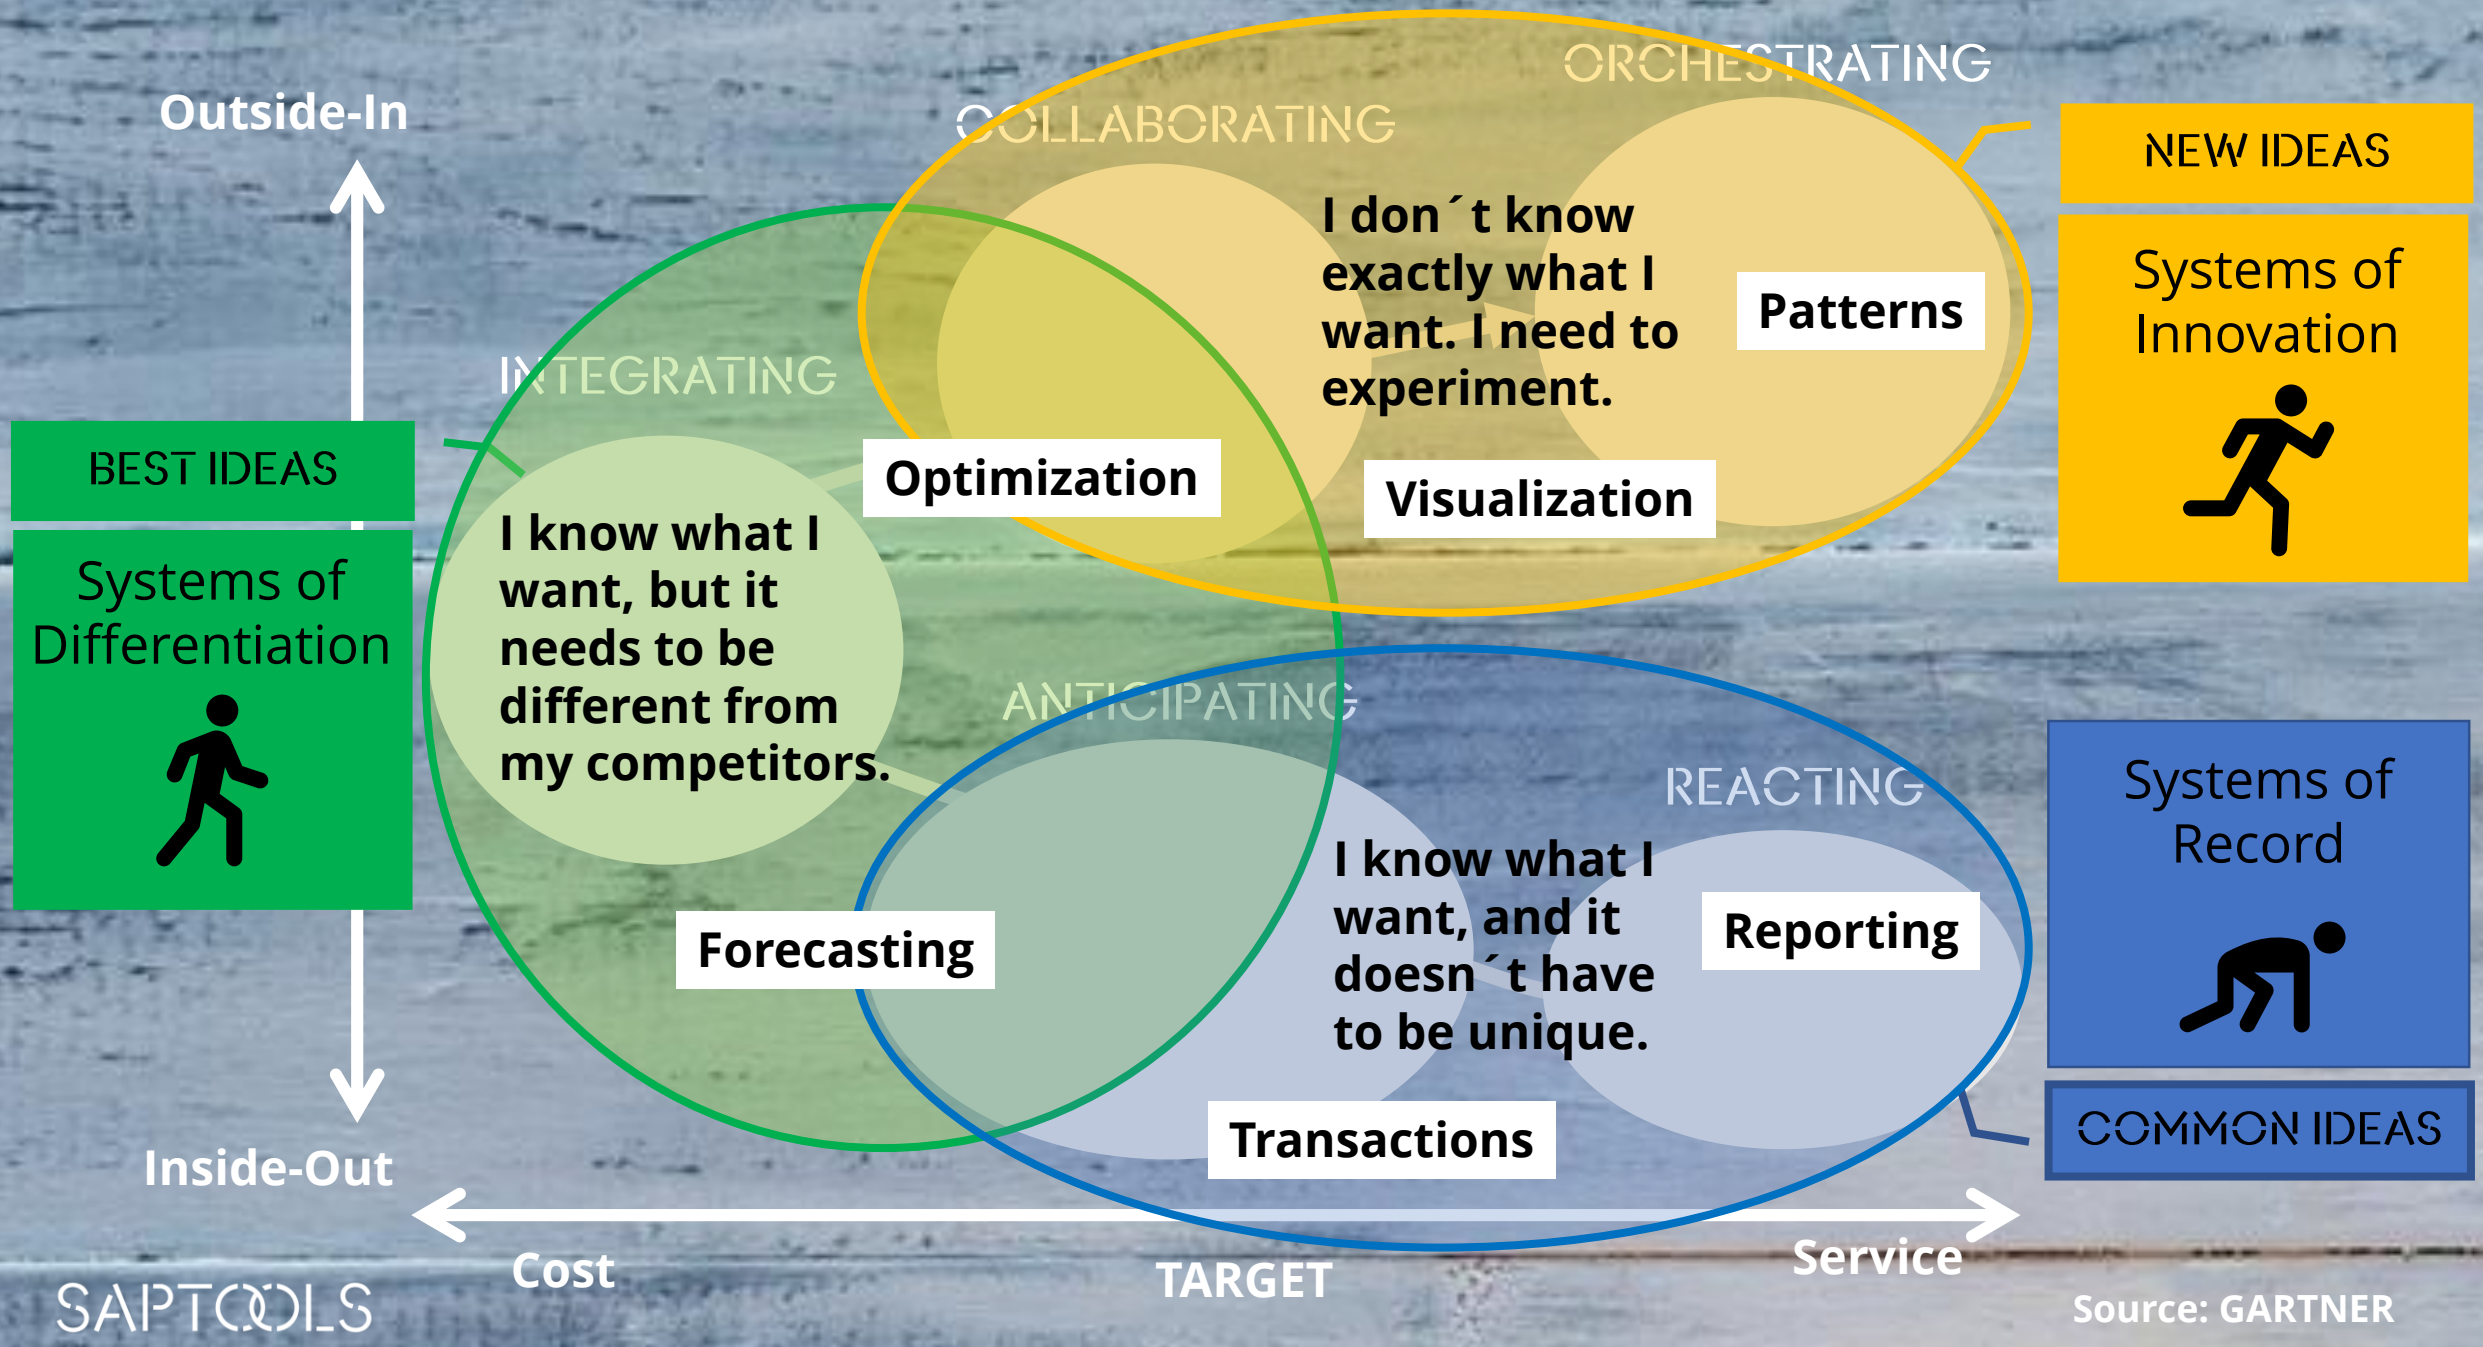 ORCHESTRATING
COLLABORATING
Outside-In
NEW IDEAS
I don´t know
exactly what I
want. I need to
experiment.
Systems of
Innovation
Patterns
INTEGRATING
BEST IDEAS
Optimization
Visualization
I know what I
want, but it
needs to be
different from
my competitors.
Systems of
Differentiation
ANTICIPATING
REACTING
Systems of
Record
I know what I
want, and it
doesn´t have
to be unique.
Reporting
Forecasting
Transactions
COMMON IDEAS
Inside-Out
Cost
TARGET
Service
SAPTOOLS
Source: GARTNER